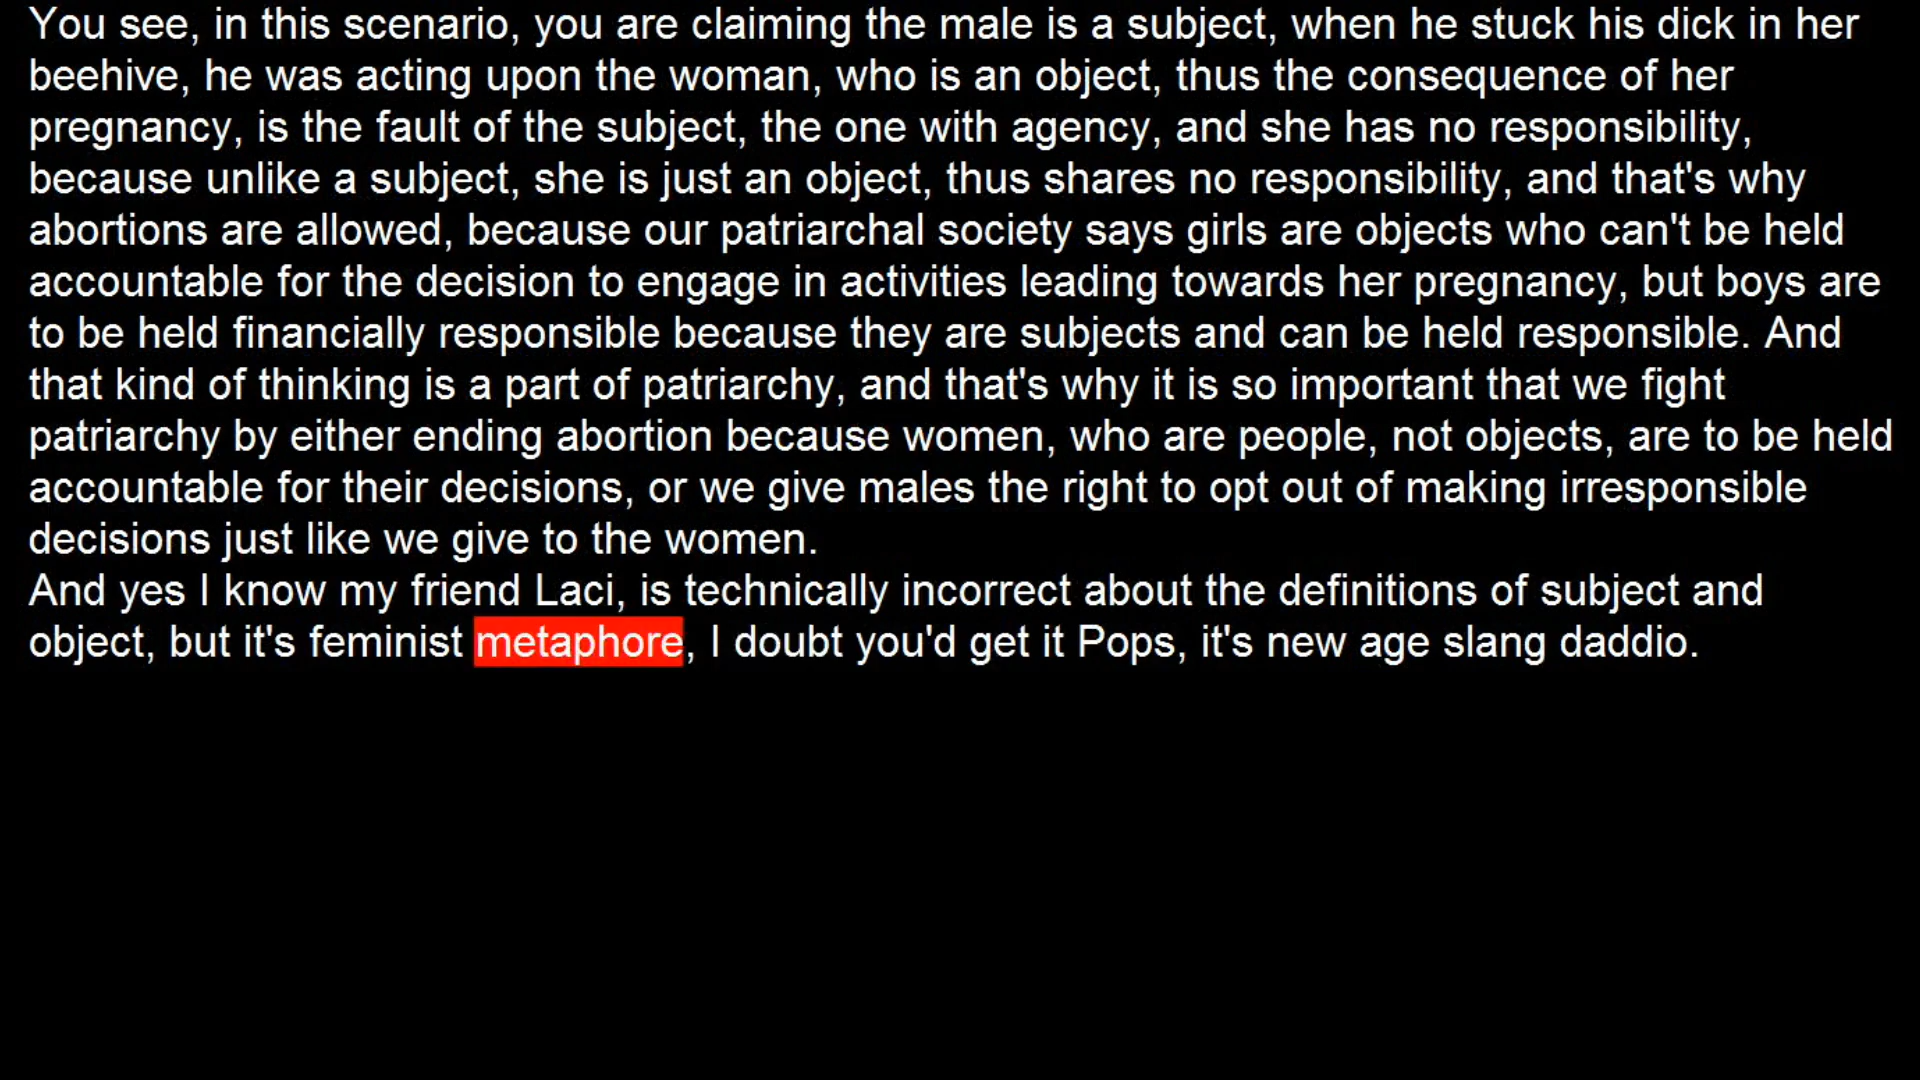 You see, in this scenario, you are claiming the male is a subject, when he stuck his dick in her
beehive, he was acting upon the woman, who is an object, thus the consequence of her
pregnancy, is the fault of the subject, the one with agency, and she has no responsibility,
because unlike a subject, she is just an object, thus shares no responsibility, and that's why
abortions are allowed, because our patriarchal society says girls are objects who can't be held
accountable for the decision to engage in activities leading towards her pregnancy, but boys are
to be held financially responsible because they are subjects and can be held responsible. And
that kind of thinking is a part of patriarchy, and that's why it is so important that we fight
patriarchy by either ending abortion because women, who are people, not objects, are to be held
accountable for their decisions, or we give males the right to opt out of making irresponsible
decisions just like we give to the women.
And yes I know my friend Laci, is technically incorrect about the definitions of subject and
object, but it's feminist metaphore, I doubt you'd get it Pops, it's new age slang daddio.